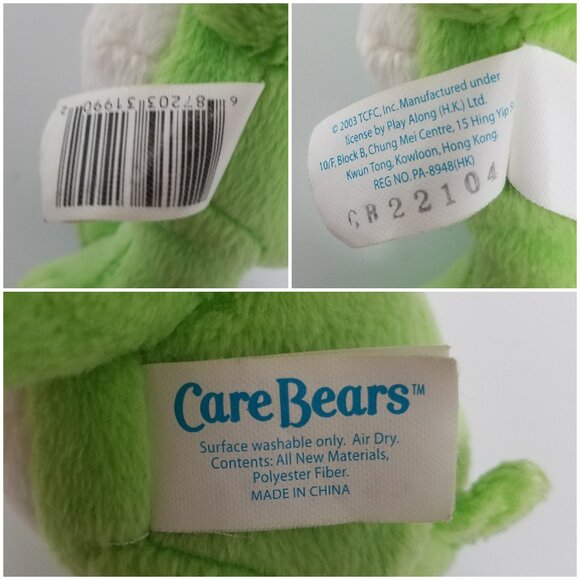 6 87203 31990 2
© 2003 TCFC, Inc. Manufactured under
license by Play Along (H.K.) Ltd.
10/F, Block B, Chung Mei Centre, 15 Hing Yip S
Kwun Tong, Kowloon, Hong Kong.
REG NO. PA-8948(HK)
CB22104
Care Bears™
Surface washable only. Air Dry.
Contents: All New Materials,
Polyester Fiber.
MADE IN CHINA